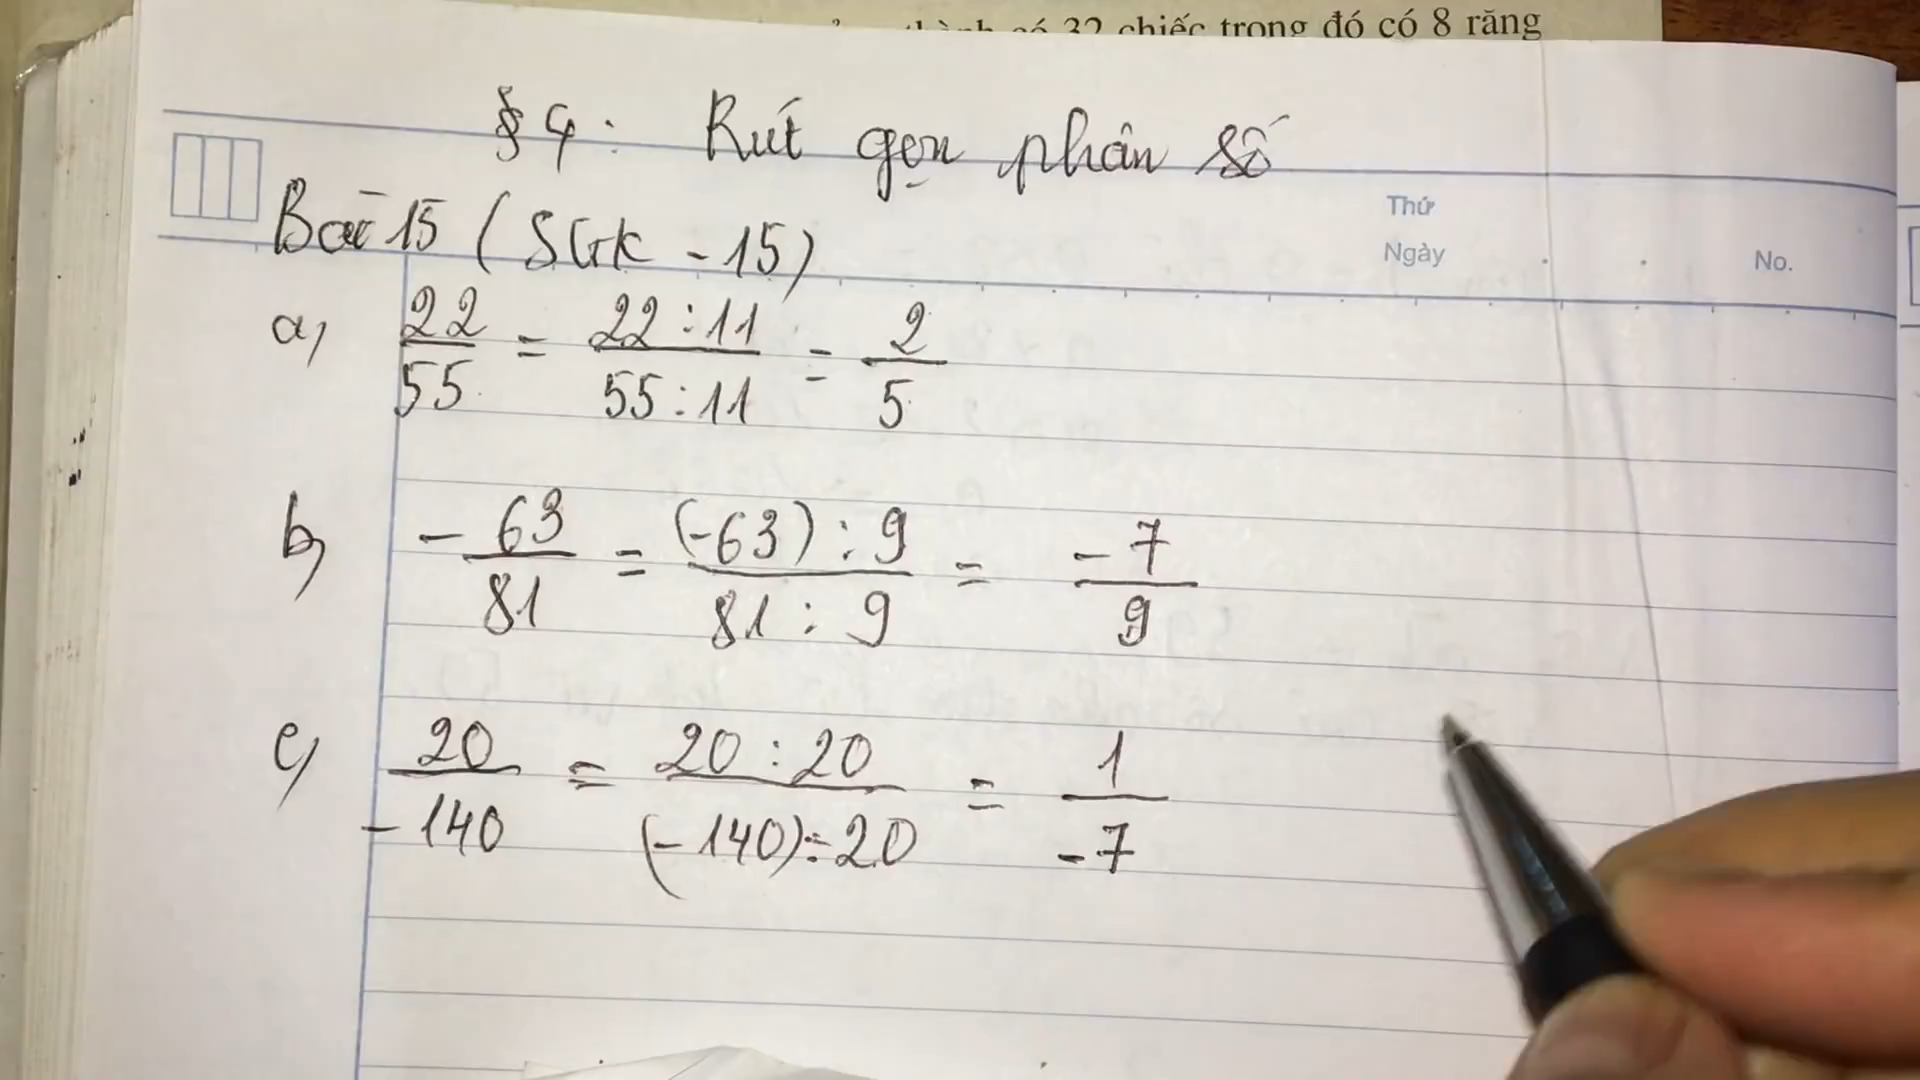 chiếc trong đó có 8 răng
§4: Rút gọn phân số
Bài 15 (SGK - 15)
Thứ
Ngày
No.
a, 22/55 = 22:11/55:11 = 2/5
b, -63/81 = (-63):9/81:9 = -7/9
c, 20/-140 = 20:20/(-140):20 = 1/-7